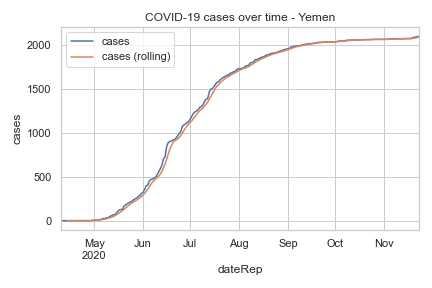 COVID-19 cases over time - Yemen
cases
cases (rolling)
2000
1500
1000
500
0
cases
May Jun Jul Aug Sep Oct Nov
2020
dateRep